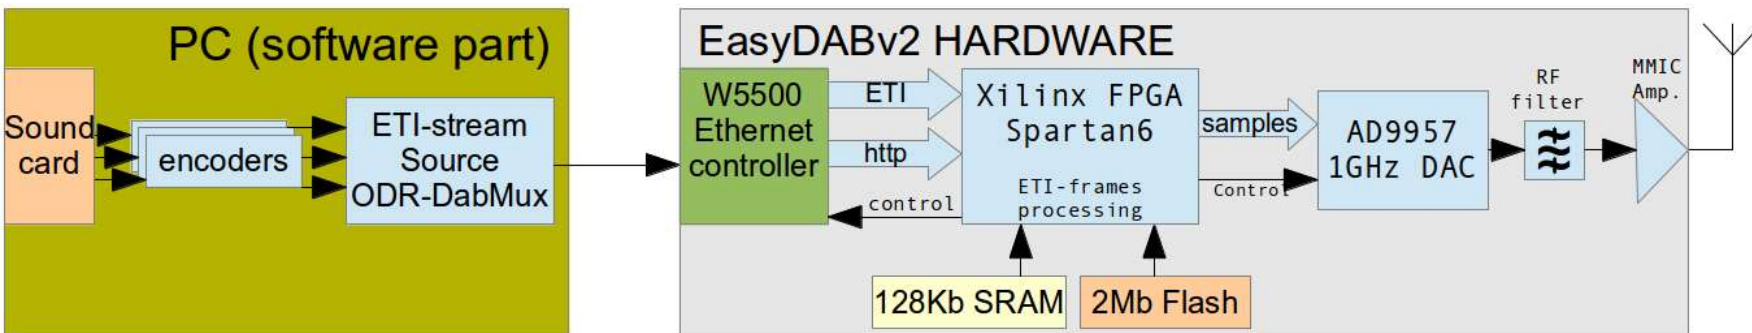 PC (software part)
Sound
card
encoders
ETI-stream
Source
ODR-DabMux
EasyDABv2 HARDWARE
W5500
Ethernet
controller
ETI
http
control
Xilinx FPGA
Spartan6
ETI-frames
processing
128Kb SRAM
2Mb Flash
samples
Control
AD9957
1GHz DAC
RF
filter
MMIC
Amp.